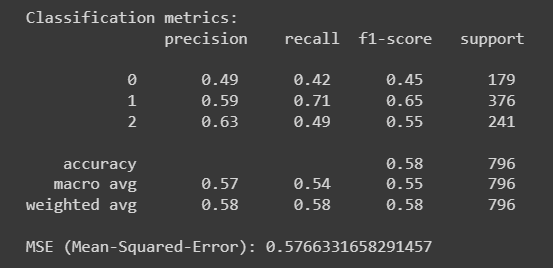 Classification metrics:
precision recall f1-score support
0 0.49 0.42 0.45 179
1 0.59 0.71 0.65 376
2 0.63 0.49 0.55 241
accuracy 0.58 796
macro avg 0.57 0.54 0.55 796
weighted avg 0.58 0.58 0.58 796
MSE (Mean-Squared-Error): 0.5766331658291457